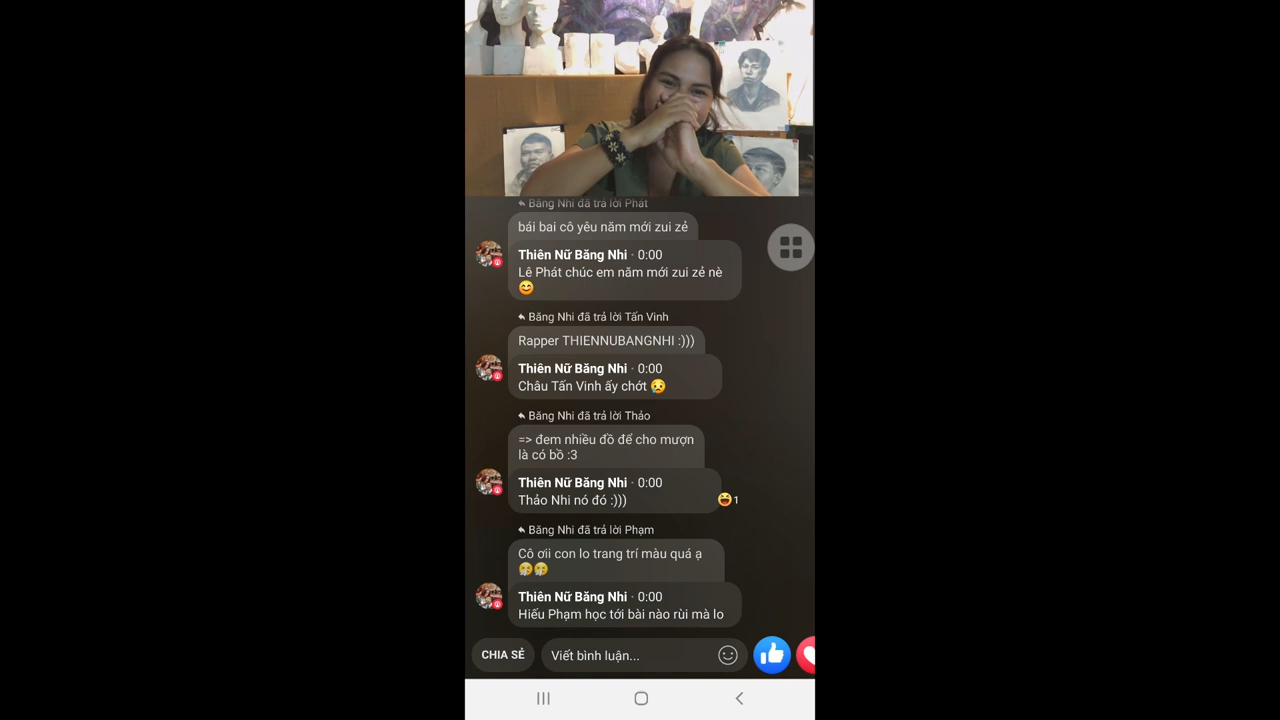 Băng Nhi đã trả lời Phát
bái bai cô yêu năm mới zui zẻ
Thiên Nữ Băng Nhi · 0:00
Lê Phát chúc em năm mới zui zẻ nè
😊
Băng Nhi đã trả lời Tấn Vinh
Rapper THIENNUBANGNHI :)))
Thiên Nữ Băng Nhi · 0:00
Châu Tấn Vinh ấy chớt 😥
Băng Nhi đã trả lời Thảo
=> đem nhiều đồ để cho mượn
là có bồ :3
Thiên Nữ Băng Nhi · 0:00
Thảo Nhi nó đó :)))
😆 1
Băng Nhi đã trả lời Phạm
Cô ơii con lo trang trí màu quá ạ
🤧🤧
Thiên Nữ Băng Nhi · 0:00
Hiếu Phạm học tới bài nào rùi mà lo
CHIA SẺ
Viết bình luận...